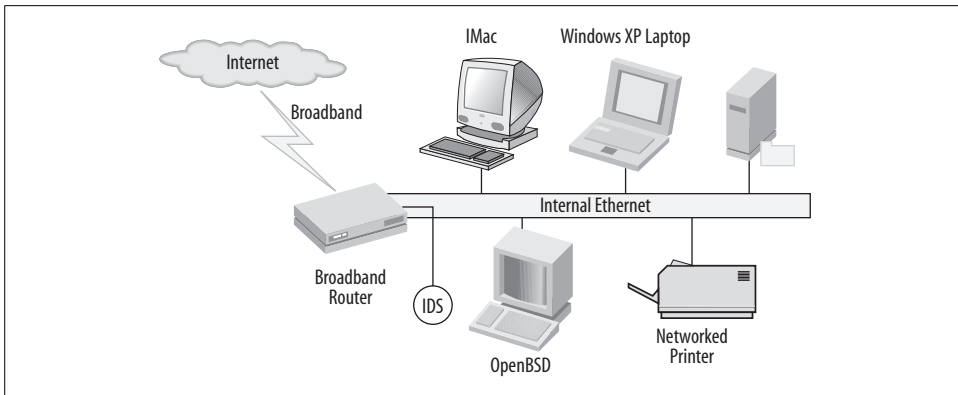 Internet
Broadband
IMac
Windows XP Laptop
Internal Ethernet
Broadband
Router
IDS
OpenBSD
Networked
Printer